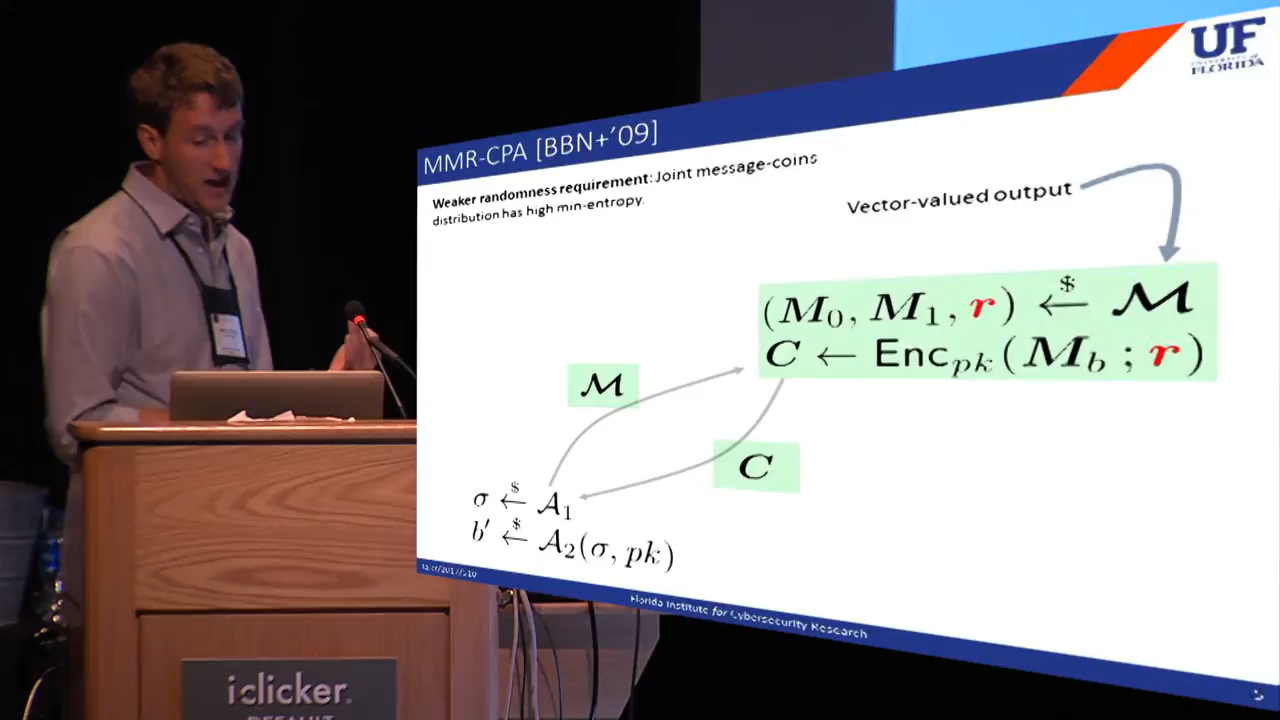 UF
UNIVERSITY of
FLORIDA
MMR-CPA [BBN+'09]
Weaker randomness requirement: Joint message-coins
distribution has high min-entropy.
Vector-valued output
(M₀, M₁, r) ←$ 𝓜
C ← Enc_pk(M_b ; r)
𝓜
C
σ ←$ 𝒜₁
b′ ←$ 𝒜₂(σ, pk)
Florida Institute for Cybersecurity Research
iclicker.
DEFAULT